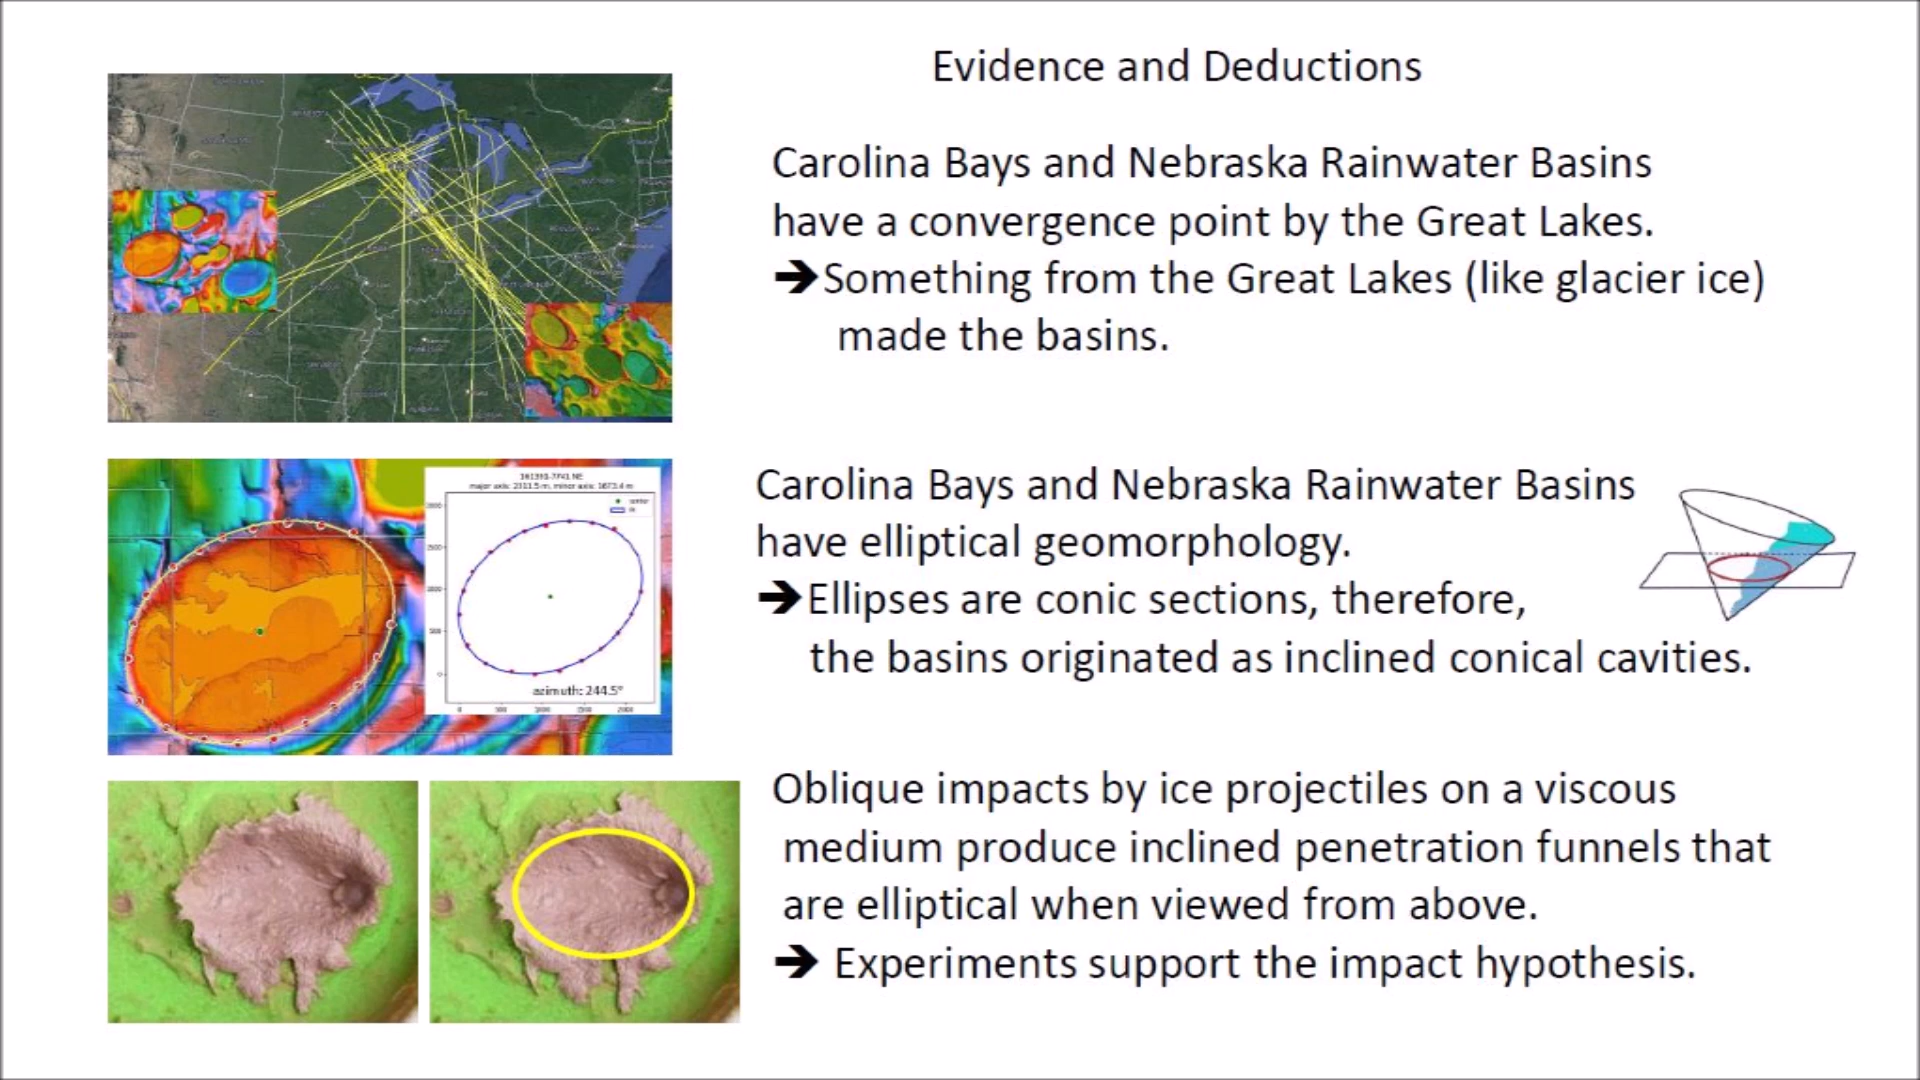 Evidence and Deductions
Carolina Bays and Nebraska Rainwater Basins
have a convergence point by the Great Lakes.
➔Something from the Great Lakes (like glacier ice)
made the basins.
Carolina Bays and Nebraska Rainwater Basins
have elliptical geomorphology.
➔Ellipses are conic sections, therefore,
the basins originated as inclined conical cavities.
azimuth: 244.5°
Oblique impacts by ice projectiles on a viscous
medium produce inclined penetration funnels that
are elliptical when viewed from above.
➔ Experiments support the impact hypothesis.